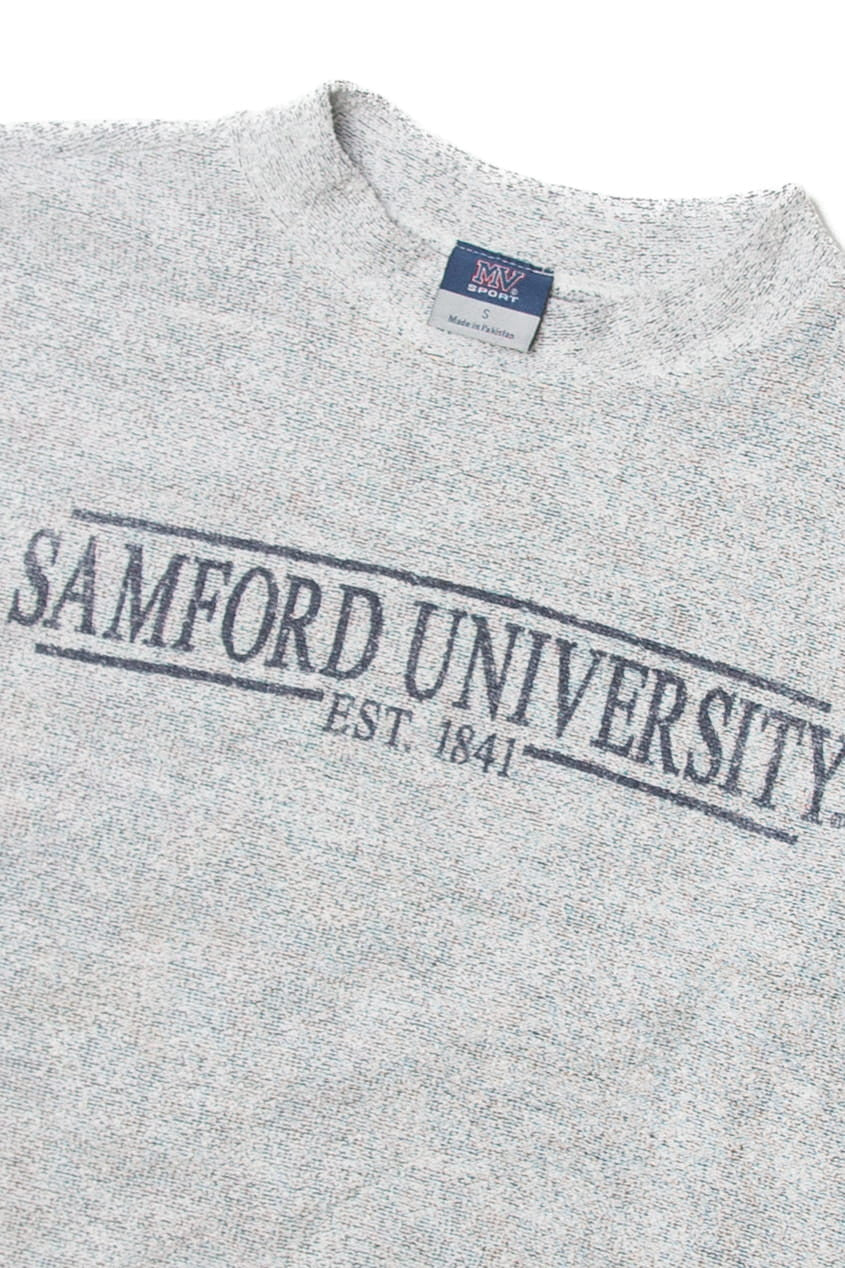 MV®
SPORT
S
Made in Pakistan
SAMFORD UNIVERSITY
EST. 1841